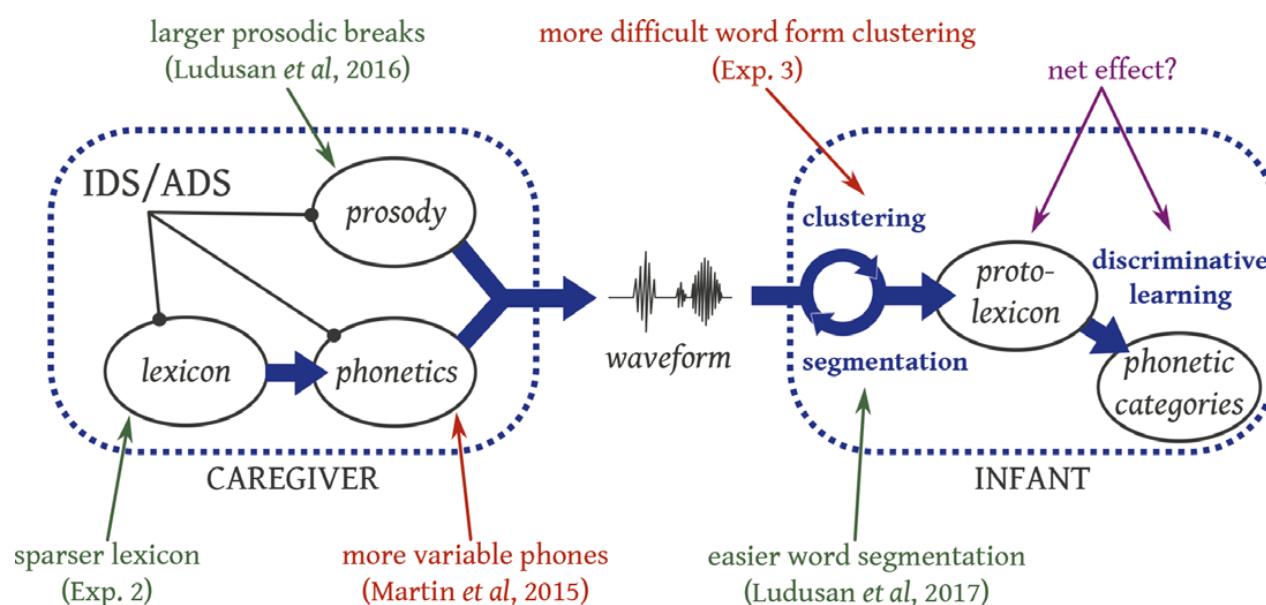 larger prosodic breaks
(Ludusan et al, 2016)
more difficult word form clustering
(Exp. 3)
net effect?
IDS/ADS
prosody
lexicon
phonetics
CAREGIVER
waveform
clustering
segmentation
proto-
lexicon
discriminative
learning
phonetic
categories
INFANT
sparser lexicon
(Exp. 2)
more variable phones
(Martin et al, 2015)
easier word segmentation
(Ludusan et al, 2017)